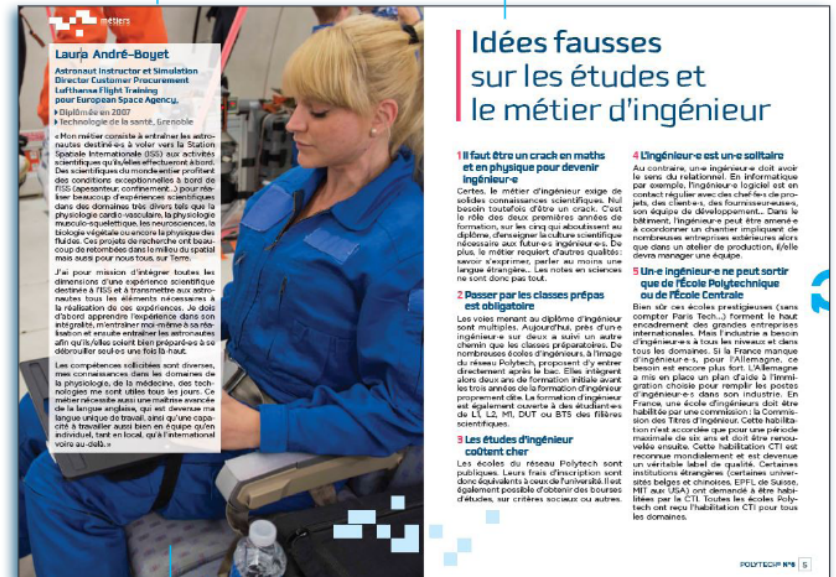 métiers
Laura André-Boyet
Astronaut Instructor et Simulation
Director Customer Procurement
Lufthansa Flight Training
pour European Space Agency,
Diplômée en 2007
Technologie de la santé, Grenoble
«Mon métier consiste à entraîner les astro-
nautes destiné·e·s à voler vers la Station
Spatiale Internationale (ISS) aux activités
scientifiques qu'ils/elles effectueront à bord.
Des scientifiques du monde entier profitent
des conditions exceptionnelles à bord de
l'ISS (apesanteur, confinement...) pour réa-
liser beaucoup d'expériences scientifiques
dans des domaines très divers tels que la
physiologie cardio-vasculaire, la physiologie
musculo-squelettique, les neurosciences, la
biologie végétale ou encore la physique des
fluides. Ces projets de recherche ont beau-
coup de retombées dans le milieu du spatial
mais aussi pour nous tous, sur Terre.
J'ai pour mission d'intégrer toutes les
dimensions d'une expérience scientifique
destinée à l'ISS et à transmettre aux astro-
nautes tous les éléments nécessaires à
la réalisation de ces expériences. Je dois
d'abord apprendre l'expérience dans son
intégralité, m'entraîner moi-même à sa réa-
lisation et ensuite entraîner les astronautes
afin qu'ils/elles soient bien préparé·e·s à se
débrouiller seul·e·s une fois là-haut.
Les compétences sollicitées sont diverses,
mes connaissances dans les domaines de
la physiologie, de la médecine, des tech-
nologies me sont utiles tous les jours. Ce
métier nécessite aussi une maîtrise avancée
de la langue anglaise, qui est devenue ma
langue unique de travail, ainsi qu'une capa-
cité à travailler aussi bien en équipe qu'en
individuel, tant en local, qu'à l'international
voire au-delà.»
Idées fausses
sur les études et
le métier d'ingénieur
1 Il faut être un crack en maths
et en physique pour devenir
ingénieur·e
Certes, le métier d'ingénieur exige de
solides connaissances scientifiques. Nul
besoin toutefois d'être un crack. C'est
le rôle des deux premières années de
formation, sur les cinq qui aboutissent au
diplôme, d'enseigner la culture scientifique
nécessaire aux futur·e·s ingénieur·e·s. De
plus, le métier requiert d'autres qualités:
savoir s'exprimer, parler au moins une
langue étrangère... Les notes en sciences
ne sont donc pas tout.
2 Passer par les classes prépas
est obligatoire
Les voies menant au diplôme d'ingénieur
sont multiples. Aujourd'hui, près d'un·e
ingénieur·e sur deux a suivi un autre
chemin que les classes préparatoires. De
nombreuses écoles d'ingénieurs, à l'image
du réseau Polytech, proposent d'y entrer
directement après le bac. Elles intègrent
alors deux ans de formation initiale avant
les trois années de la formation d'ingénieur
proprement dite. La formation d'ingénieur
est également ouverte à des étudiant·e·s
de L1, L2, M1, DUT ou BTS des filières
scientifiques.
3 Les études d'ingénieur
coûtent cher
Les écoles du réseau Polytech sont
publiques. Leurs frais d'inscription sont
donc équivalents à ceux de l'université. Il est
également possible d'obtenir des bourses
d'études, sur critères sociaux ou autres.
4 L'ingénieur·e est un·e solitaire
Au contraire, un·e ingénieur·e doit avoir
le sens du relationnel. En informatique
par exemple, l'ingénieur·e logiciel est en
contact régulier avec des chef·fe·s de pro-
jets, des client·e·s, des fournisseur·euse·s,
son équipe de développement... Dans le
bâtiment, l'ingénieur·e peut être amené·e
à coordonner un chantier impliquant de
nombreuses entreprises extérieures alors
que dans un atelier de production, il/elle
devra manager une équipe.
5 Un·e ingénieur·e ne peut sortir
que de l'École Polytechnique
ou de l'École Centrale
Bien sûr ces écoles prestigieuses (sans
compter Paris Tech...) forment le haut
encadrement des grandes entreprises
internationales. Mais l'industrie a besoin
d'ingénieur·e·s à tous les niveaux et dans
tous les domaines. Si la France manque
d'ingénieur·e·s, pour l'Allemagne, ce
besoin est encore plus fort. L'Allemagne
a mis en place un plan d'aide à l'immi-
gration choisie pour remplir les postes
d'ingénieur·e·s dans son industrie. En
France, une école d'ingénieurs doit être
habilitée par une commission : la Commis-
sion des Titres d'Ingénieur. Cette habilita-
tion n'est accordée que pour une période
maximale de six ans et doit être renou-
velée ensuite. Cette habilitation CTI est
reconnue mondialement et est devenue
un véritable label de qualité. Certaines
institutions étrangères (certaines univer-
sités belges et chinoises, EPFL de Suisse,
MIT aux USA) ont demandé à être habi-
litées par la CTI. Toutes les écoles Poly-
tech ont reçu l'habilitation CTI pour tous
les domaines.
POLYTECH® N°6 5